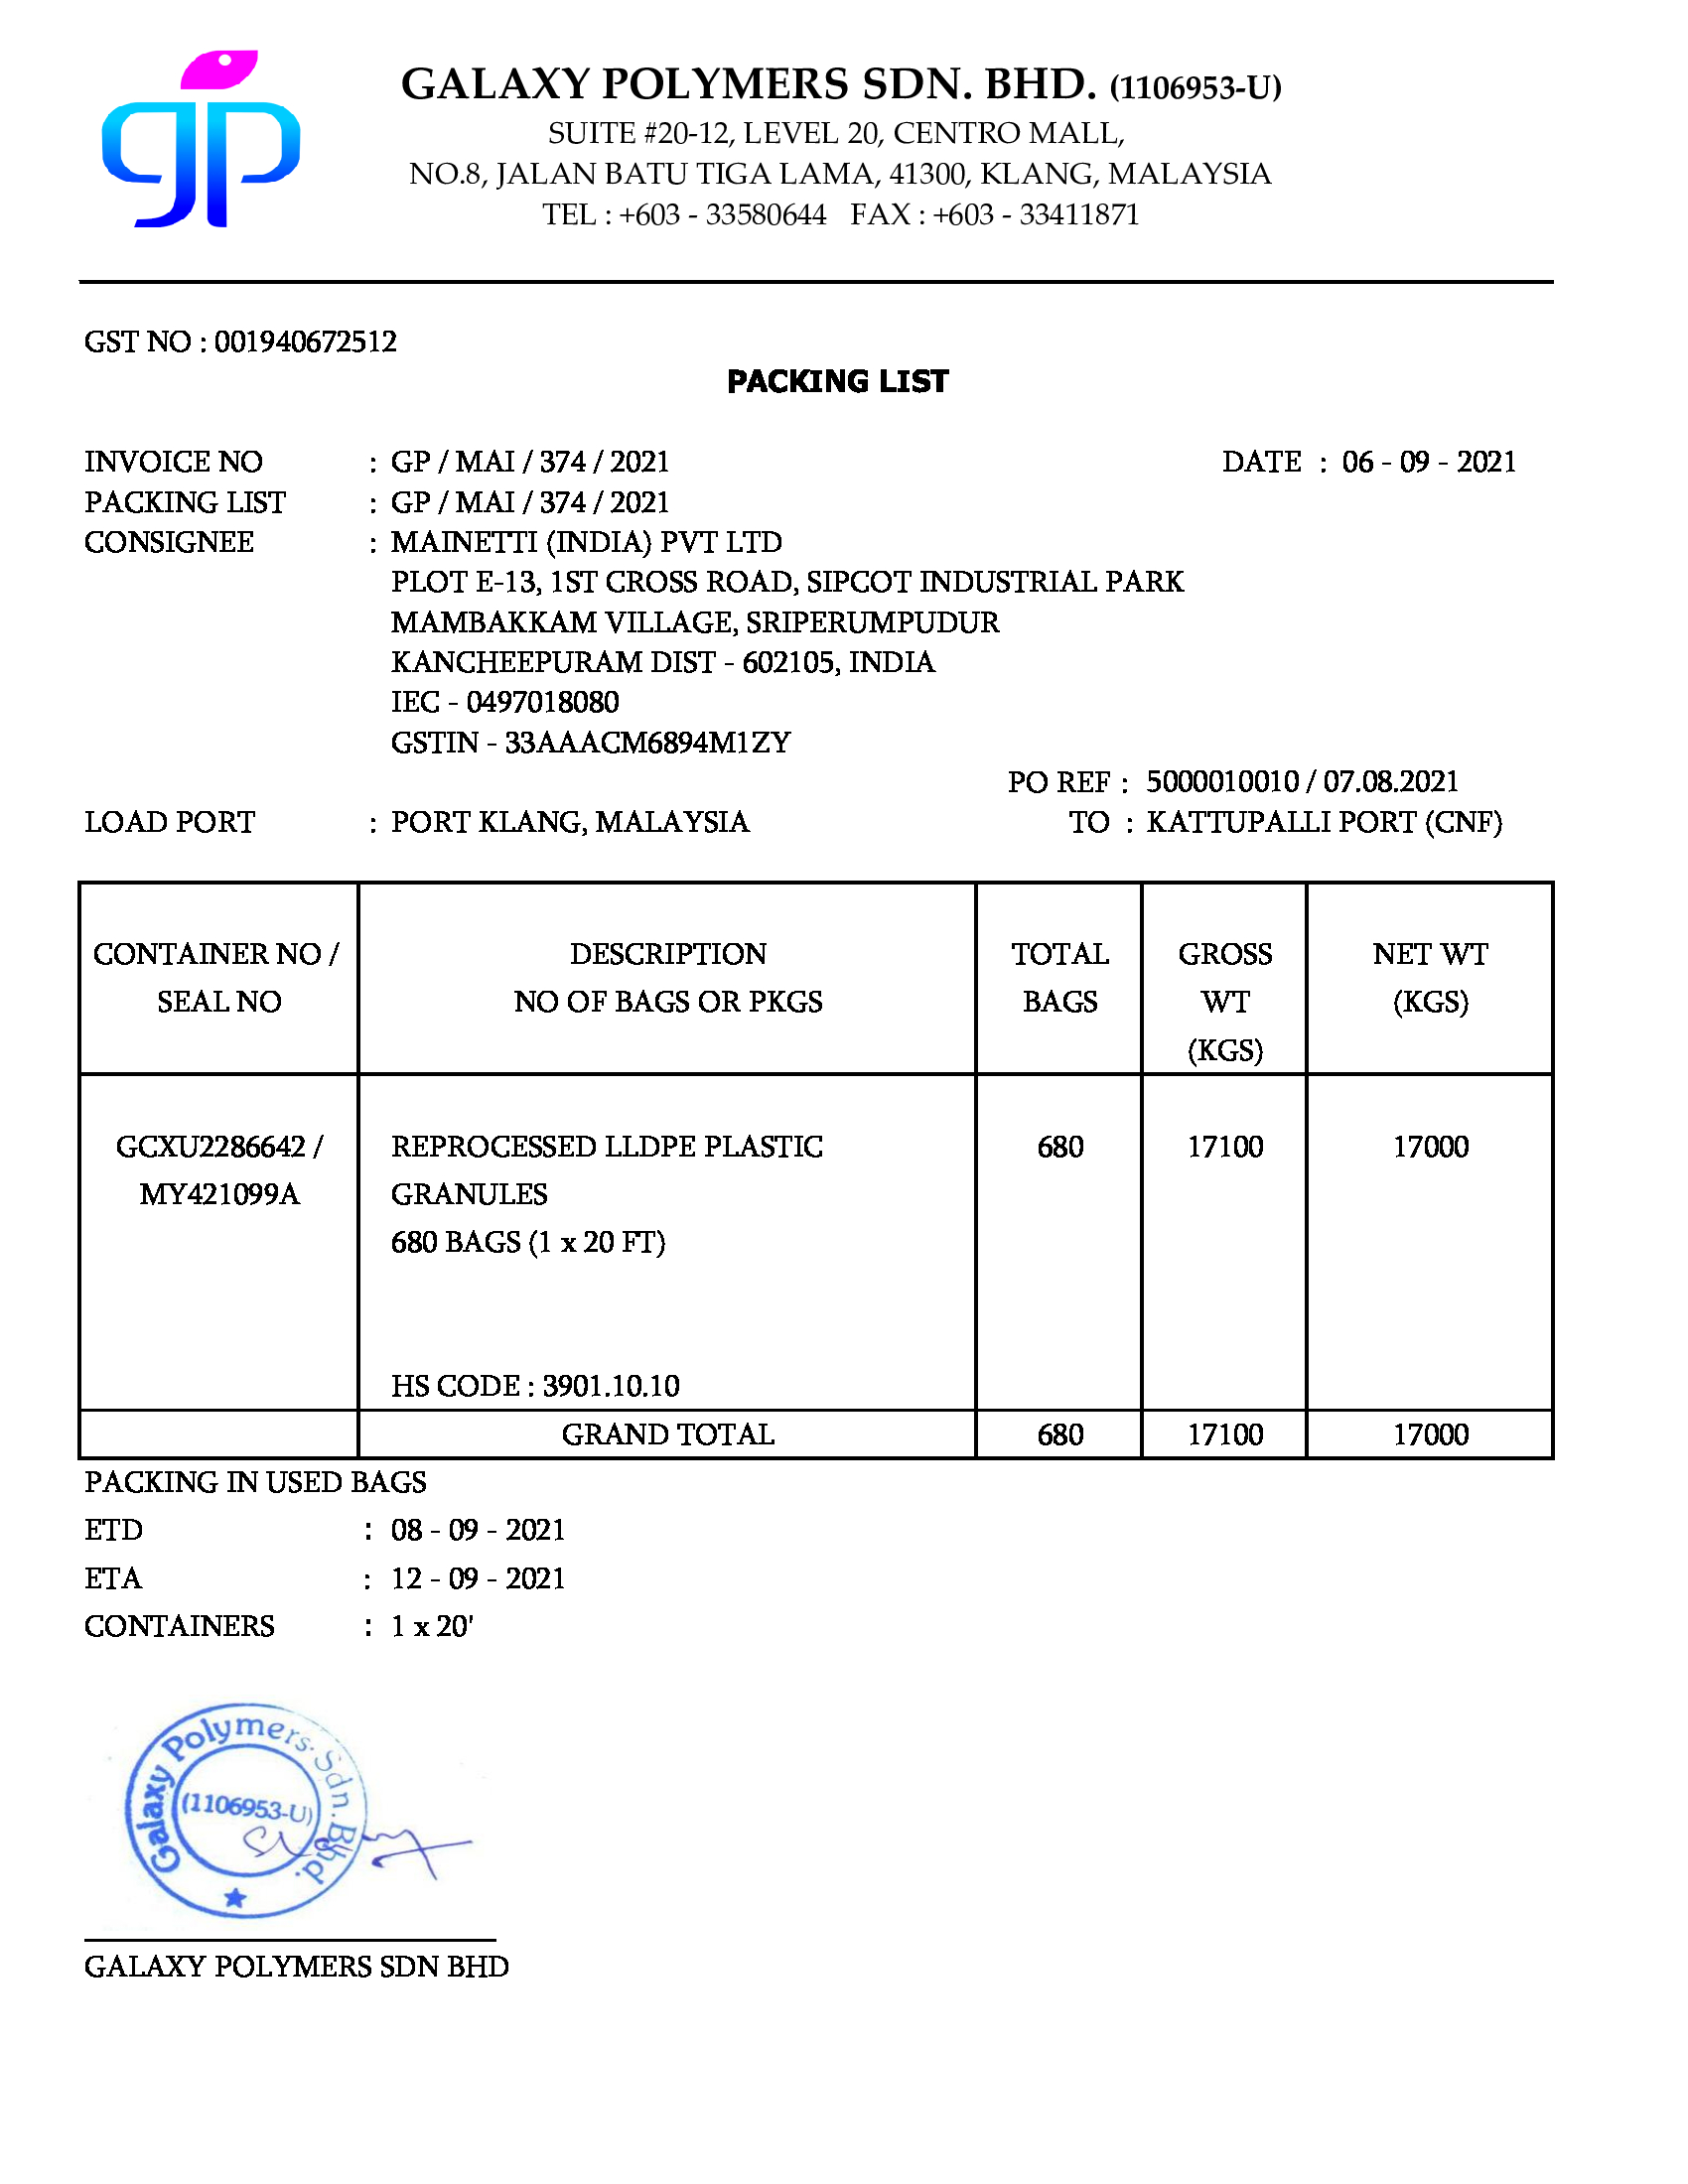 gp
GALAXY POLYMERS SDN. BHD. (1106953-U)
SUITE #20-12, LEVEL 20, CENTRO MALL,
NO.8, JALAN BATU TIGA LAMA, 41300, KLANG, MALAYSIA
TEL : +603 - 33580644 FAX : +603 - 33411871
GST NO : 001940672512
PACKING LIST
INVOICE NO : GP / MAI / 374 / 2021 DATE : 06 - 09 - 2021
PACKING LIST : GP / MAI / 374 / 2021
CONSIGNEE : MAINETTI (INDIA) PVT LTD
PLOT E-13, 1ST CROSS ROAD, SIPCOT INDUSTRIAL PARK
MAMBAKKAM VILLAGE, SRIPERUMPUDUR
KANCHEEPURAM DIST - 602105, INDIA
IEC - 0497018080
GSTIN - 33AAACM6894M1ZY
PO REF : 5000010010 / 07.08.2021
LOAD PORT : PORT KLANG, MALAYSIA TO : KATTUPALLI PORT (CNF)
CONTAINER NO / DESCRIPTION TOTAL GROSS NET WT
SEAL NO NO OF BAGS OR PKGS BAGS WT (KGS)
(KGS)
GCXU2286642 / REPROCESSED LLDPE PLASTIC 680 17100 17000
MY421099A GRANULES
680 BAGS (1 x 20 FT)
HS CODE : 3901.10.10
GRAND TOTAL 680 17100 17000
PACKING IN USED BAGS
ETD : 08 - 09 - 2021
ETA : 12 - 09 - 2021
CONTAINERS : 1 x 20'
Galaxy Polymers Sdn. Bhd.
(1106953-U)
GALAXY POLYMERS SDN BHD